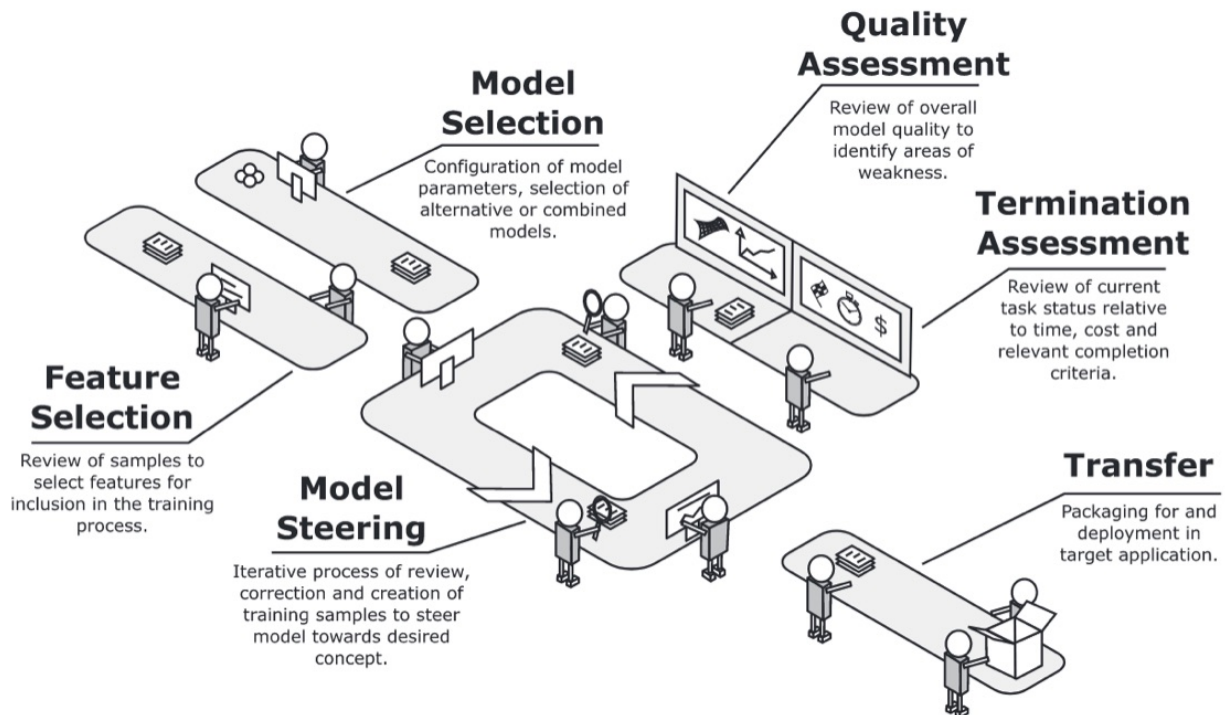 Quality
Assessment
Review of overall
model quality to
identify areas of
weakness.
Model
Selection
Configuration of model
parameters, selection of
alternative or combined
models.
Termination
Assessment
Review of current
task status relative
to time, cost and
relevant completion
criteria.
$
Feature
Selection
Review of samples to
select features for
inclusion in the training
process.
Model
Steering
Iterative process of review,
correction and creation of
training samples to steer
model towards desired
concept.
Transfer
Packaging for and
deployment in
target application.